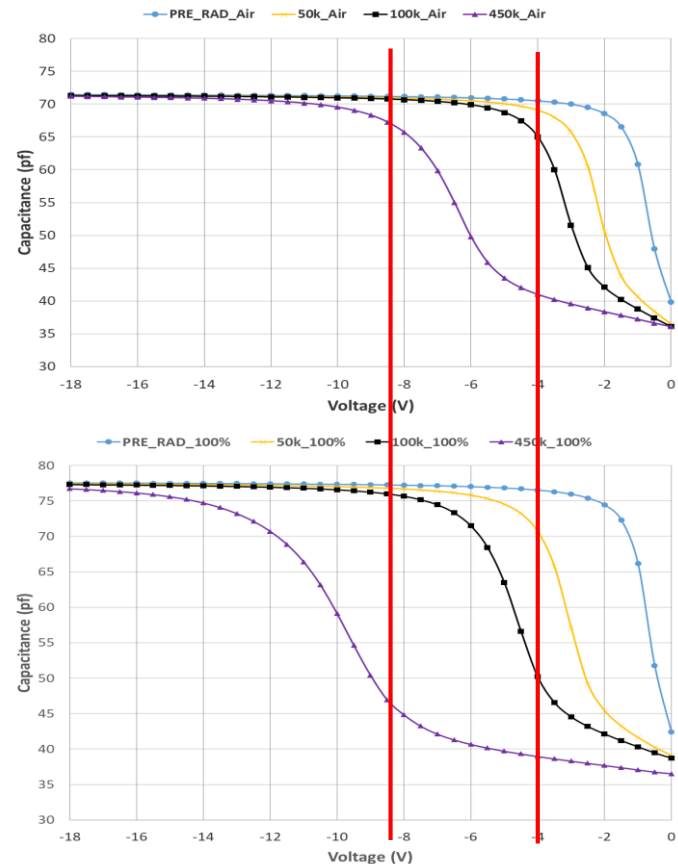 PRE_RAD_Air 50k_Air 100k_Air 450k_Air
80
75
70
65
60
55
50
45
40
35
30
Capacitance (pf)
-18 -16 -14 -12 -10 -8 -6 -4 -2 0
Voltage (V)
PRE_RAD_100% 50k_100% 100k_100% 450k_100%
80
75
70
65
60
55
50
45
40
35
30
Capacitance (pf)
-18 -16 -14 -12 -10 -8 -6 -4 -2 0
Voltage (V)